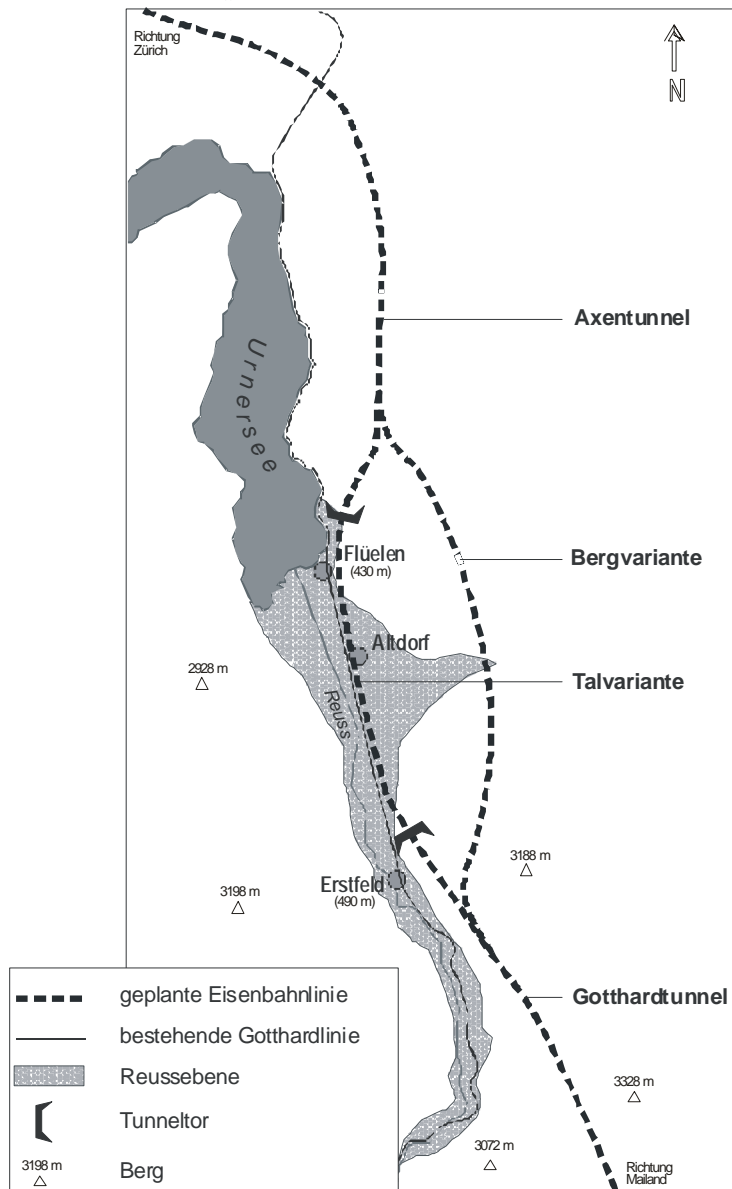 Richtung
Zürich
N
Axentunnel
Urnersee
Bergvariante
Flüelen
(430 m)
Altdorf
2928 m
Talvariante
Reuss
3188 m
Erstfeld
(490 m)
3198 m
Gotthardtunnel
geplante Eisenbahnlinie
bestehende Gotthardlinie
Reussebene
Tunneltor
3198 m
Berg
3328 m
3072 m
Richtung
Mailand